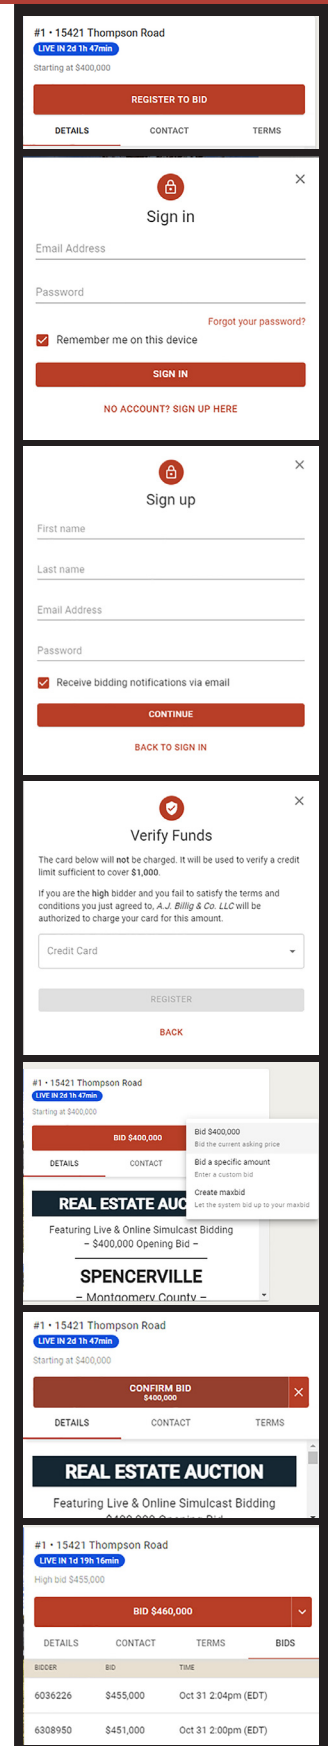 #1 • 15421 Thompson Road
LIVE IN 2d 1h 47min
Starting at $400,000
REGISTER TO BID
DETAILS CONTACT TERMS
Sign in
Email Address
Password
Forgot your password?
Remember me on this device
SIGN IN
NO ACCOUNT? SIGN UP HERE
Sign up
First name
Last name
Email Address
Password
Receive bidding notifications via email
CONTINUE
BACK TO SIGN IN
Verify Funds
The card below will not be charged. It will be used to verify a credit
limit sufficient to cover $1,000.
If you are the high bidder and you fail to satisfy the terms and
conditions you just agreed to, A.J. Billig & Co. LLC will be
authorized to charge your card for this amount.
Credit Card
REGISTER
BACK
#1 • 15421 Thompson Road
LIVE IN 2d 1h 47min
Starting at $400,000
BID $400,000
Bid $400,000
Bid the current asking price
Bid a specific amount
Enter a custom bid
Create maxbid
Let the system bid up to your maxbid
DETAILS CONTACT
REAL ESTATE AUC
Featuring Live & Online Simulcast Bidding
– $400,000 Opening Bid –
SPENCERVILLE
– Montgomery County –
#1 • 15421 Thompson Road
LIVE IN 2d 1h 47min
Starting at $400,000
CONFIRM BID
$400,000
DETAILS CONTACT TERMS
REAL ESTATE AUCTION
Featuring Live & Online Simulcast Bidding
$400,000 Opening Bid
#1 • 15421 Thompson Road
LIVE IN 1d 19h 16min
High bid $455,000
BID $460,000
DETAILS CONTACT TERMS BIDS
BIDDER BID TIME
6036226 $455,000 Oct 31 2:04pm (EDT)
6308950 $451,000 Oct 31 2:00pm (EDT)